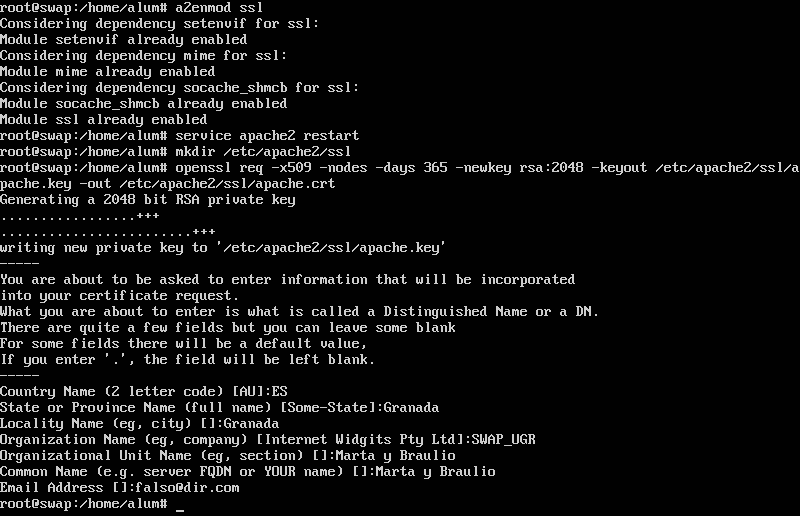 root@swap:/home/alum# a2enmod ssl
Considering dependency setenvif for ssl:
Module setenvif already enabled
Considering dependency mime for ssl:
Module mime already enabled
Considering dependency socache_shmcb for ssl:
Module socache_shmcb already enabled
Module ssl already enabled
root@swap:/home/alum# service apache2 restart
root@swap:/home/alum# mkdir /etc/apache2/ssl
root@swap:/home/alum# openssl req -x509 -nodes -days 365 -newkey rsa:2048 -keyout /etc/apache2/ssl/a
pache.key -out /etc/apache2/ssl/apache.crt
Generating a 2048 bit RSA private key
.................+++
........................+++
writing new private key to '/etc/apache2/ssl/apache.key'
-----
You are about to be asked to enter information that will be incorporated
into your certificate request.
What you are about to enter is what is called a Distinguished Name or a DN.
There are quite a few fields but you can leave some blank
For some fields there will be a default value,
If you enter '.', the field will be left blank.
-----
Country Name (2 letter code) [AU]:ES
State or Province Name (full name) [Some-State]:Granada
Locality Name (eg, city) []:Granada
Organization Name (eg, company) [Internet Widgits Pty Ltd]:SWAP_UGR
Organizational Unit Name (eg, section) []:Marta y Braulio
Common Name (e.g. server FQDN or YOUR name) []:Marta y Braulio
Email Address []:falso@dir.com
root@swap:/home/alum# _